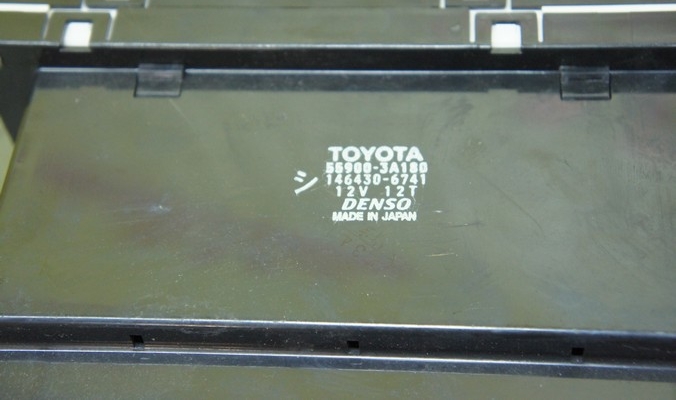 TOYOTA
55900-3A180
シ 146430-6741
12V 12T
DENSO
MADE IN JAPAN